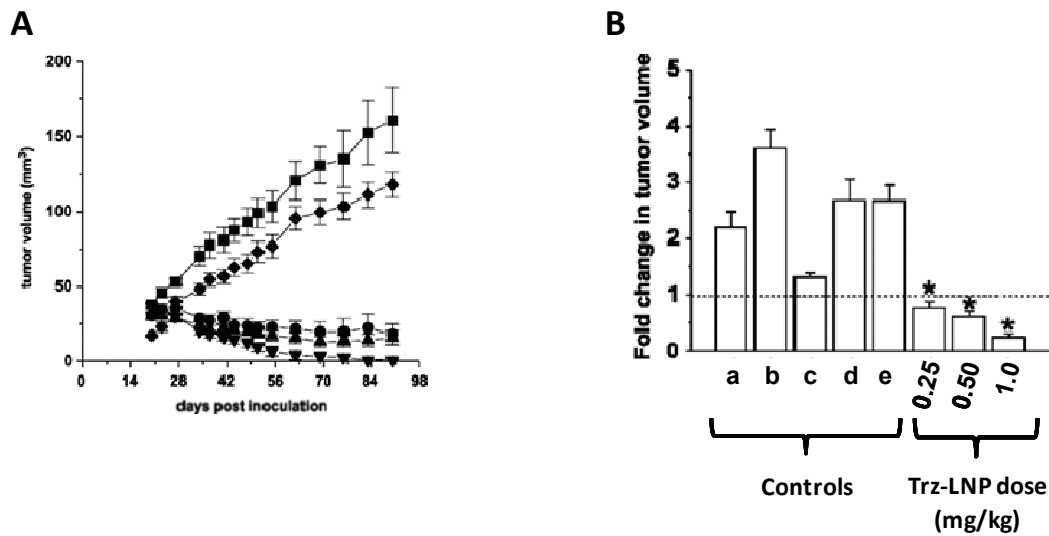 A
tumor volume (mm³)
200
150
100
50
0
0 14 28 42 56 70 84 98
days post inoculation
B
Fold change in tumor volume
5
4
3
2
1
0
* * *
a b c d e 0.25 0.50 1.0
Controls
Trz-LNP dose
(mg/kg)